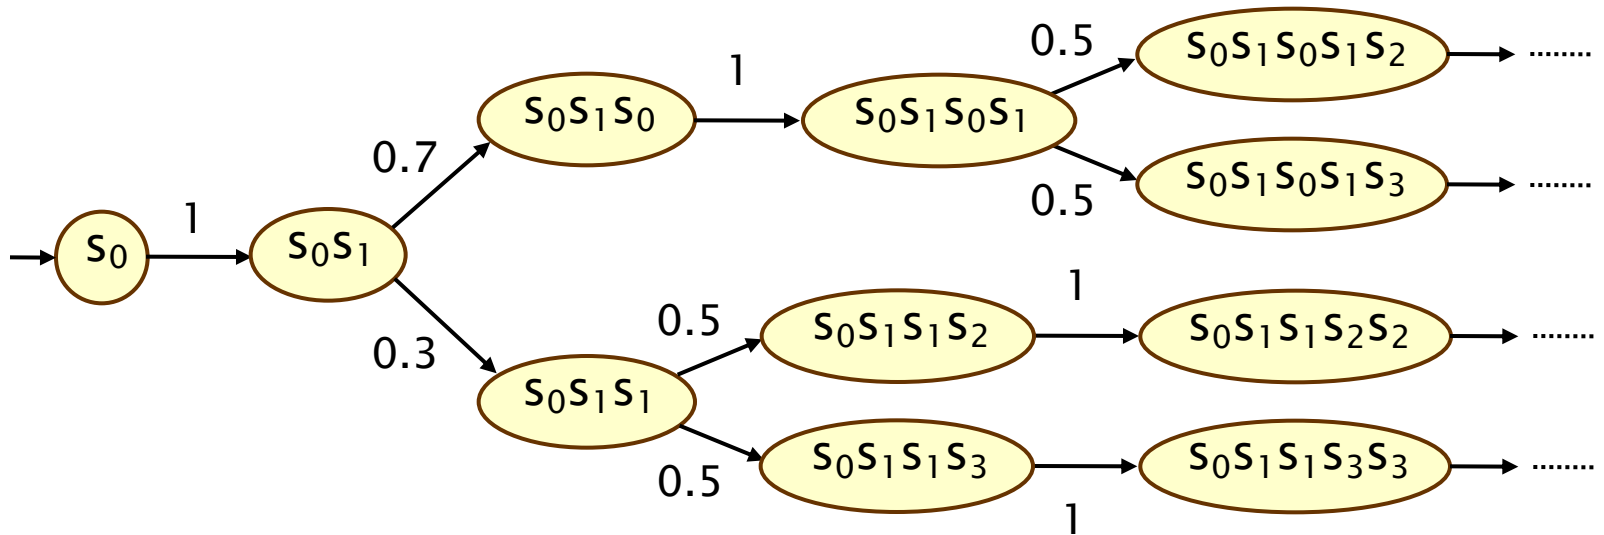 0.5
s₀s₁s₀s₁s₂ ........
1
s₀s₁s₀
s₀s₁s₀s₁
0.7
s₀s₁s₀s₁s₃ ........
0.5
1
s₀
s₀s₁
1
0.5
s₀s₁s₁s₂
s₀s₁s₁s₂s₂ ........
0.3
s₀s₁s₁
s₀s₁s₁s₃
s₀s₁s₁s₃s₃ ........
0.5
1